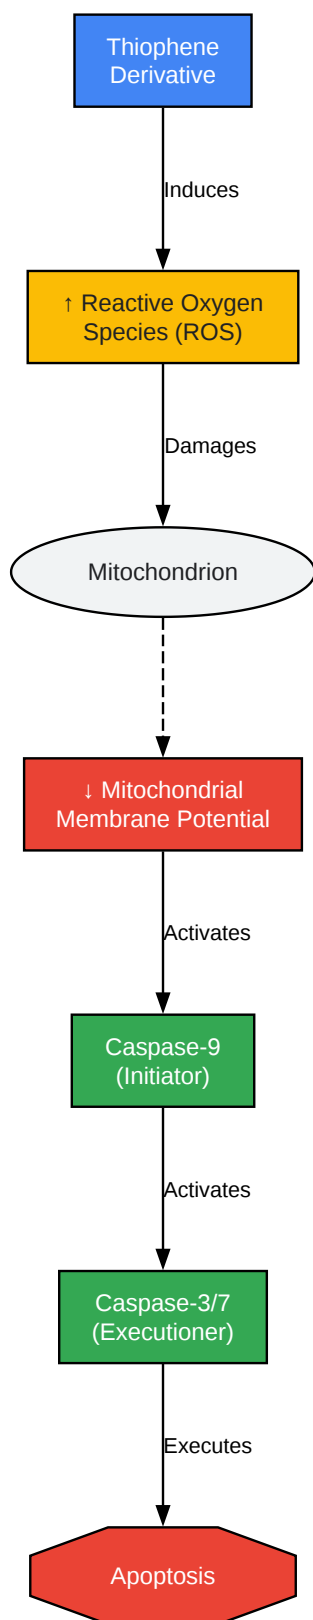 Thiophene
Derivative
Induces
↑ Reactive Oxygen
Species (ROS)
Damages
Mitochondrion
↓ Mitochondrial
Membrane Potential
Activates
Caspase-9
(Initiator)
Activates
Caspase-3/7
(Executioner)
Executes
Apoptosis